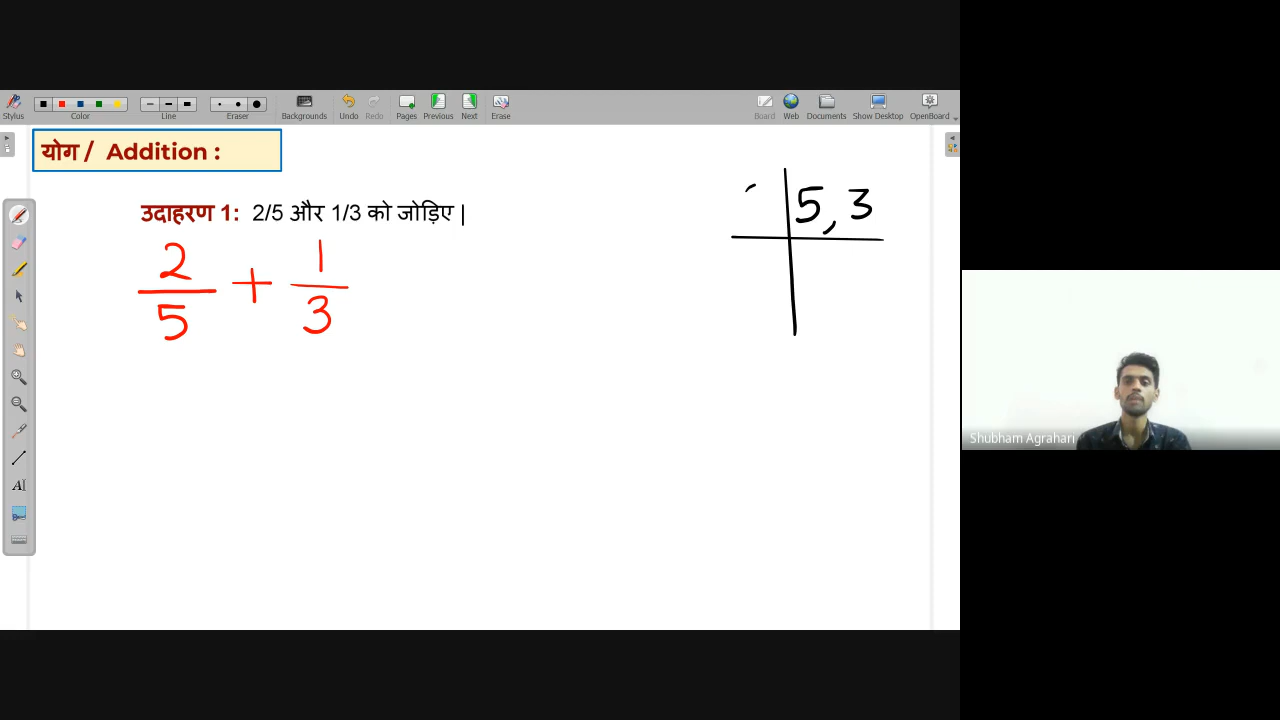 Stylus Color Line Eraser Backgrounds Undo Redo Pages Previous Next Erase Board Web Documents Show Desktop OpenBoard
योग / Addition :
उदाहरण 1: 2/5 और 1/3 को जोड़िए |
2/5 + 1/3
5, 3
Shubham Agrahari